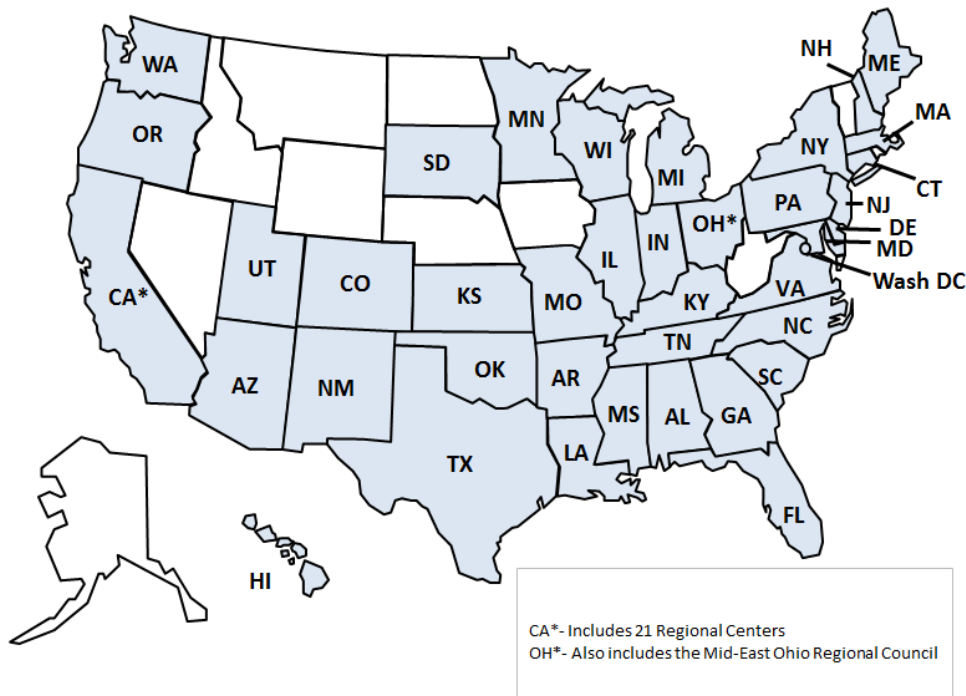 WA
OR
CA*
UT
AZ
CO
NM
SD
KS
OK
TX
MN
WI
MI
IL
IN
OH*
MO
AR
LA
KY
TN
MS
AL
GA
FL
SC
NC
VA
PA
NY
NH
ME
MA
CT
NJ
DE
MD
Wash DC
HI
CA*- Includes 21 Regional Centers
OH*- Also includes the Mid-East Ohio Regional Council